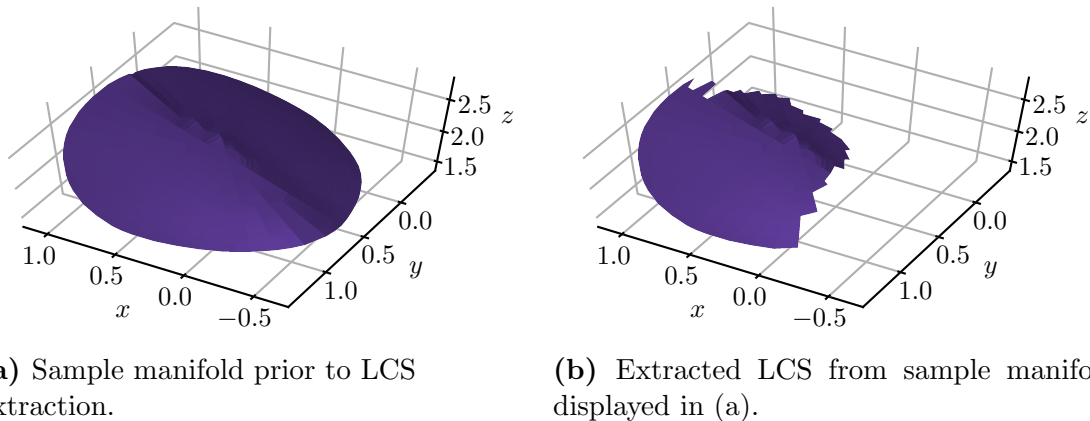 2.5
z
2.0
1.5
0.0
0.5
y
1.0
1.0
0.5
0.0
−0.5
x
2.5
z
2.0
1.5
0.0
0.5
y
1.0
1.0
0.5
0.0
−0.5
x
a) Sample manifold prior to LCS
xtraction.
(b) Extracted LCS from sample manifo
displayed in (a).